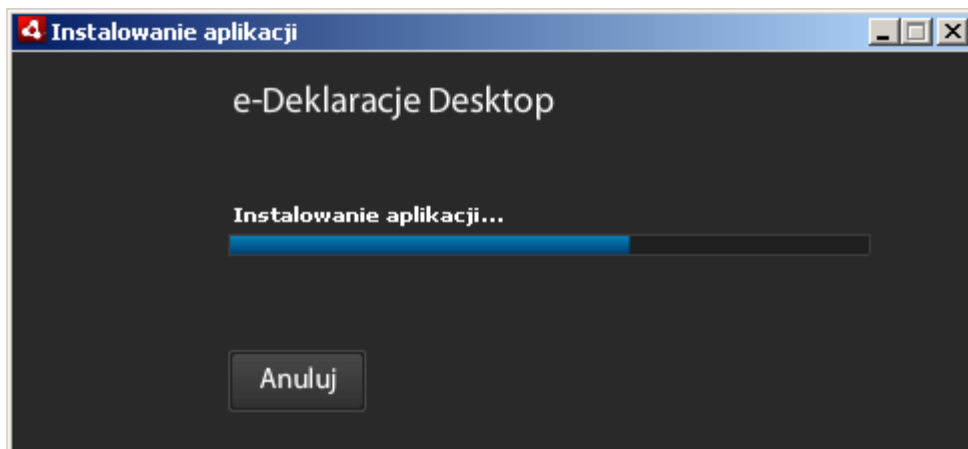 Instalowanie aplikacji
e-Deklaracje Desktop
Instalowanie aplikacji...
Anuluj